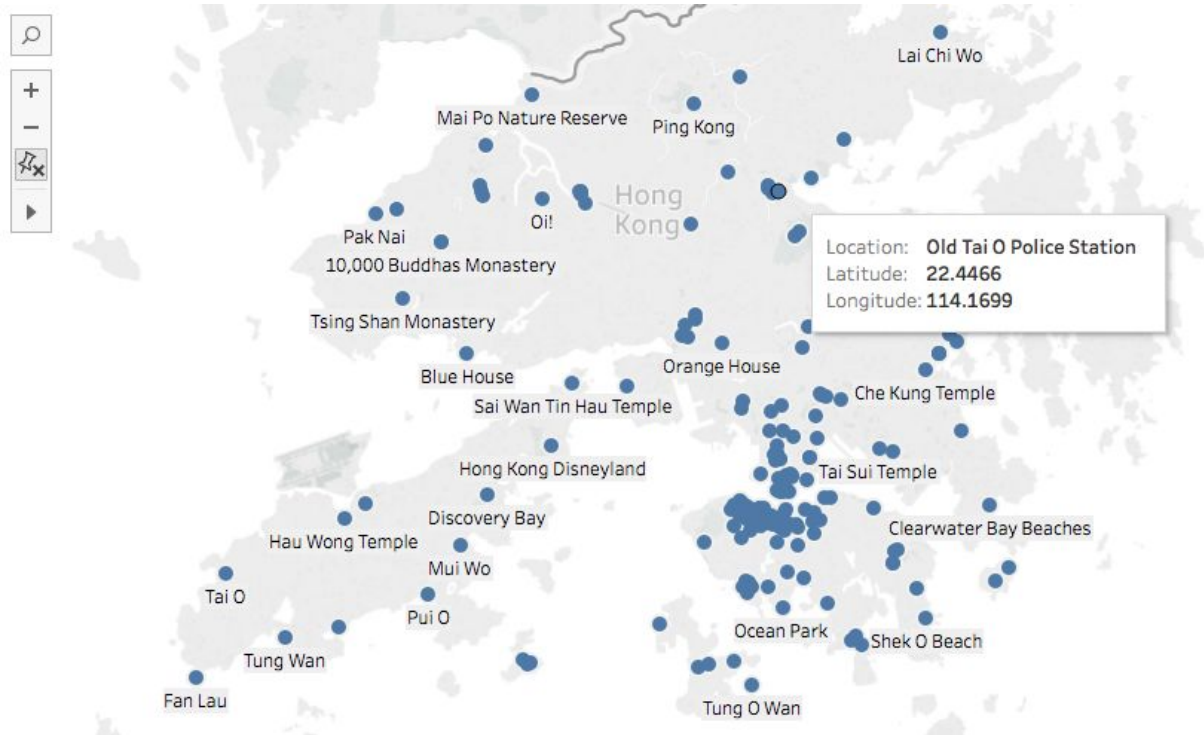 Lai Chi Wo
Mai Po Nature Reserve
Ping Kong
Hong
Kong
Oi!
Pak Nai
10,000 Buddhas Monastery
Location: Old Tai O Police Station
Latitude: 22.4466
Longitude: 114.1699
Tsing Shan Monastery
Orange House
Blue House
Che Kung Temple
Sai Wan Tin Hau Temple
Hong Kong Disneyland
Tai Sui Temple
Discovery Bay
Clearwater Bay Beaches
Hau Wong Temple
Mui Wo
Tai O
Pui O
Ocean Park
Shek O Beach
Tung Wan
Fan Lau
Tung O Wan